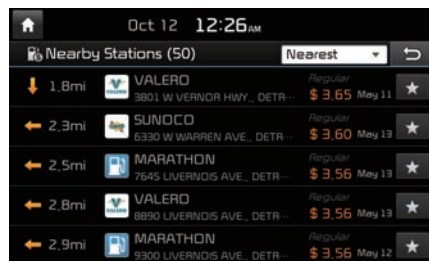 Oct 12 12:26AM
Nearby Stations (50) Nearest
1.8mi VALERO Regular
3801 W VERNOR HWY., DETR... $ 3.65 May 11
2.3mi SUNOCO Regular
6330 W WARREN AVE., DETR... $ 3.60 May 13
2.5mi MARATHON Regular
7645 LIVERNOIS AVE., DETR... $ 3.56 May 13
2.8mi VALERO Regular
8890 LIVERNOIS AVE., DETR... $ 3.56 May 13
2.9mi MARATHON Regular
9300 LIVERNOIS AVE., DETR... $ 3.56 May 12